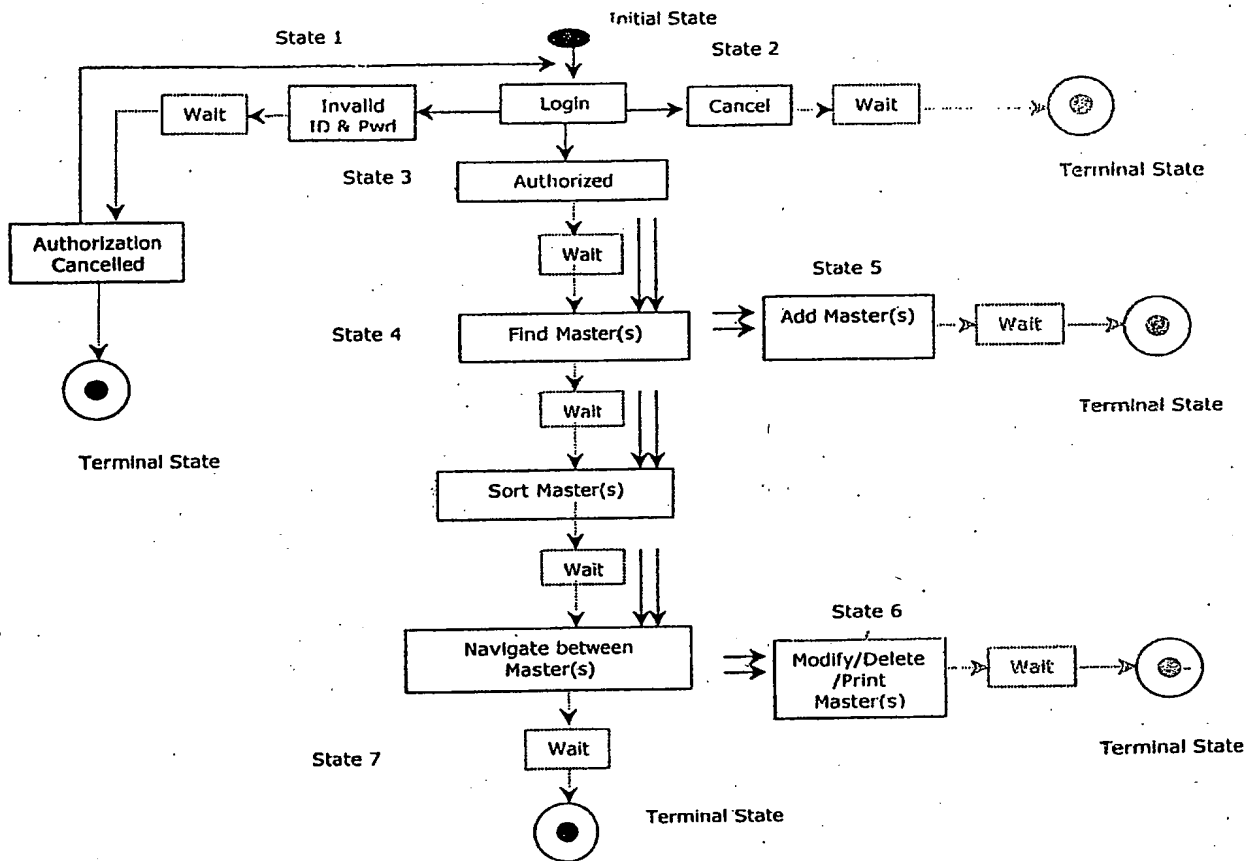 Initial State
State 1
State 2
Wait
Invalid
ID & Pwd
Login
Cancel
Wait
Terminal State
State 3
Authorized
Authorization
Cancelled
Wait
State 5
State 4
Find Master(s)
Add Master(s)
Wait
Terminal State
Wait
Terminal State
Sort Master(s)
Wait
State 6
Navigate between
Master(s)
Modify/Delete
/Print
Master(s)
Wait
Terminal State
State 7
Wait
Terminal State